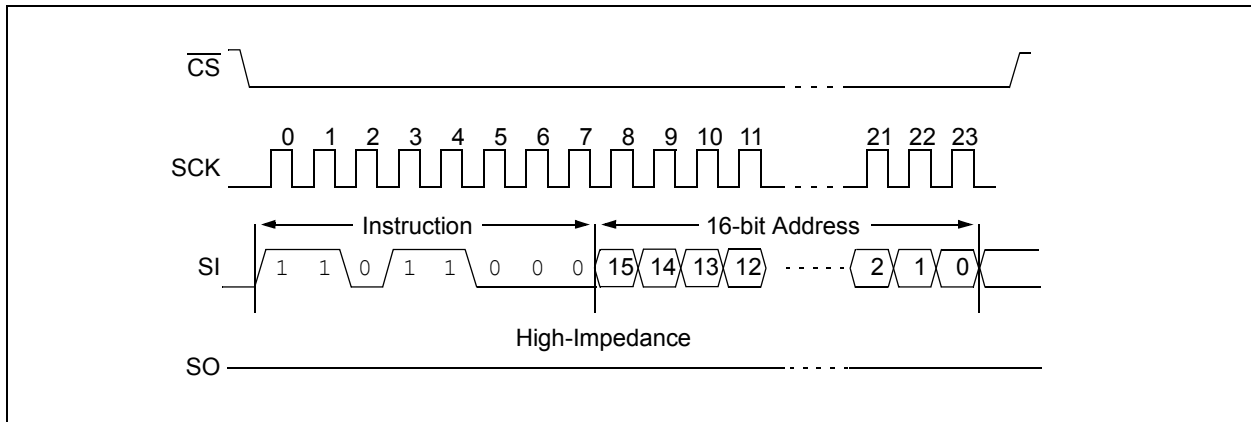 CS
0 1 2 3 4 5 6 7 8 9 10 11 21 22 23
SCK
Instruction 16-bit Address
SI 1 1 0 1 1 0 0 0 15 14 13 12 2 1 0
High-Impedance
SO